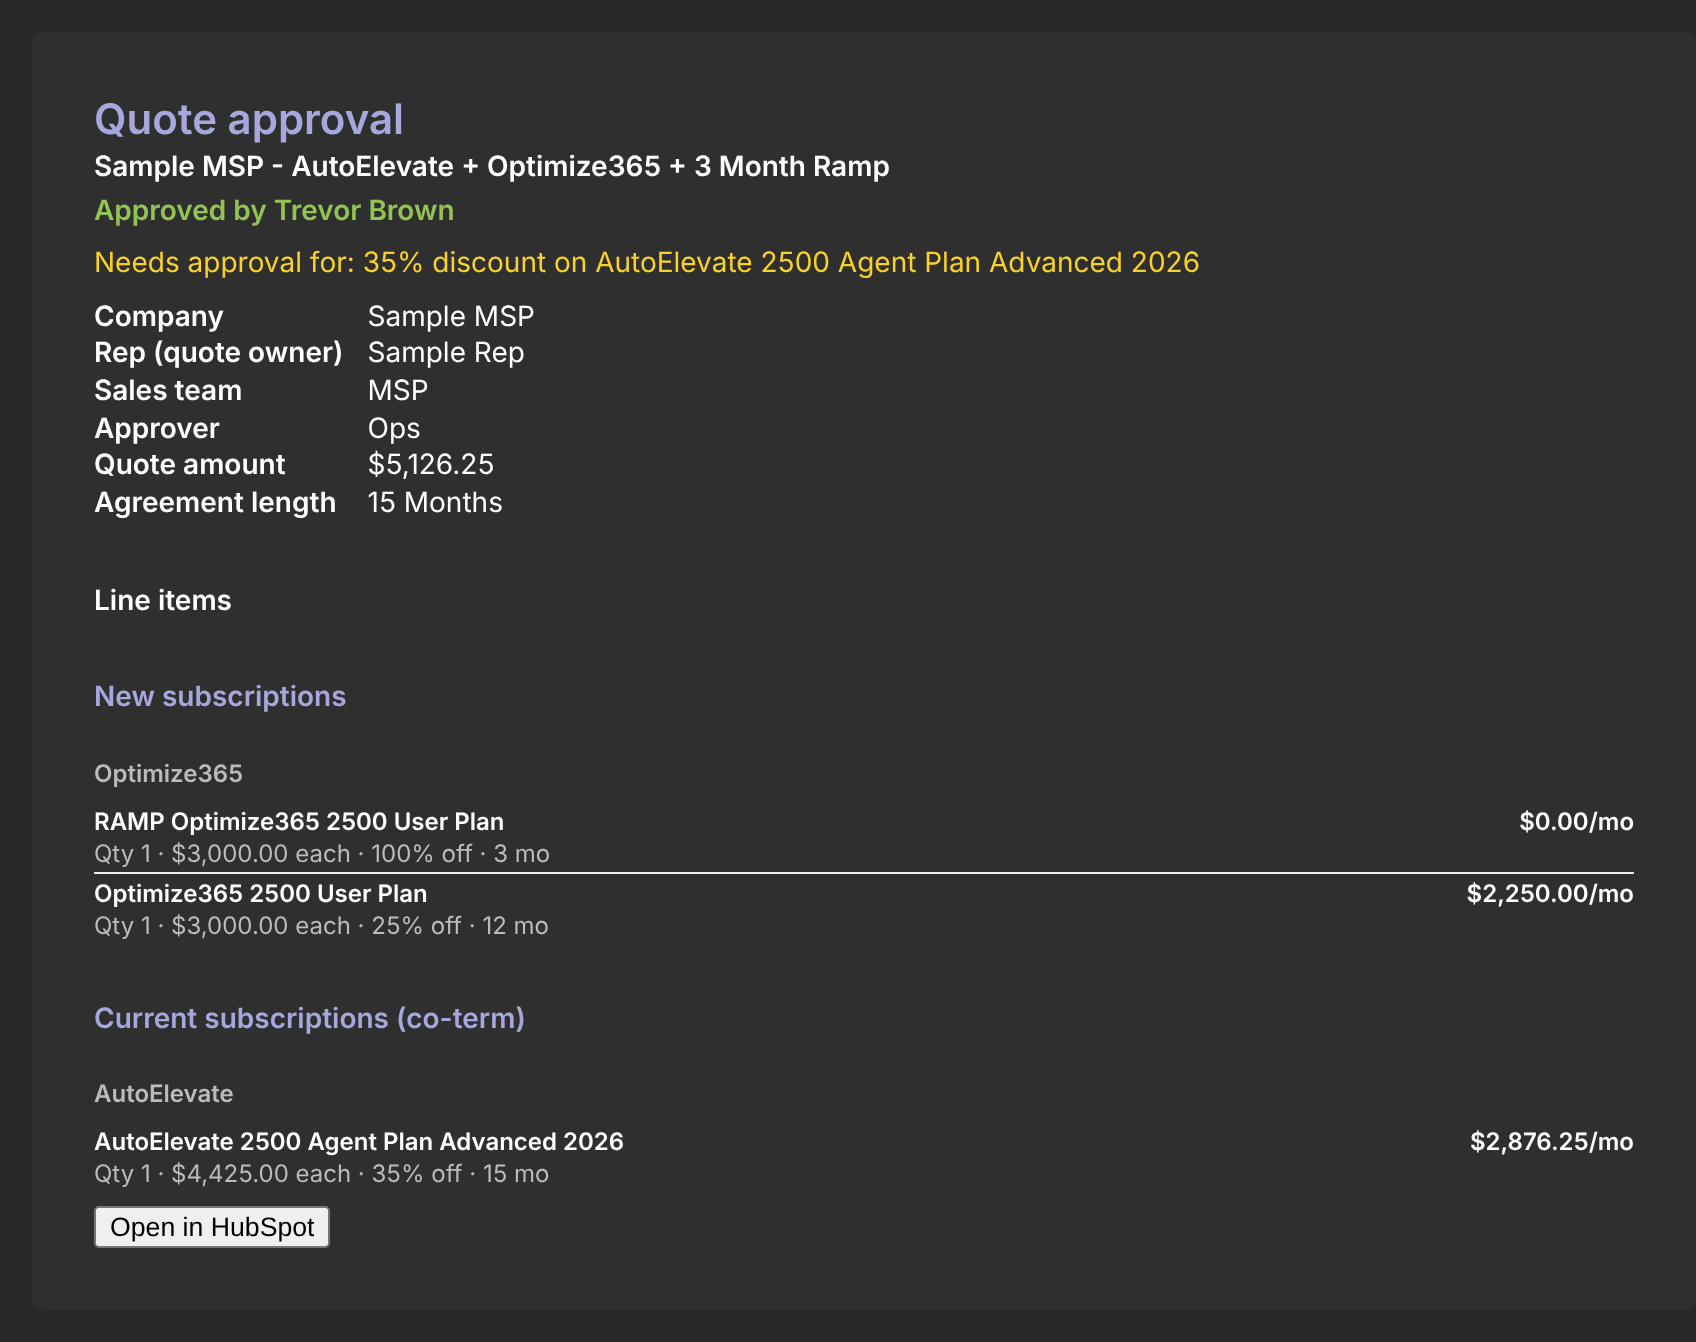 Quote approval
Sample MSP - AutoElevate + Optimize365 + 3 Month Ramp
Approved by Trevor Brown
Needs approval for: 35% discount on AutoElevate 2500 Agent Plan Advanced 2026
Company Sample MSP
Rep (quote owner) Sample Rep
Sales team MSP
Approver Ops
Quote amount $5,126.25
Agreement length 15 Months
Line items
New subscriptions
Optimize365
RAMP Optimize365 2500 User Plan $0.00/mo
Qty 1 · $3,000.00 each · 100% off · 3 mo
Optimize365 2500 User Plan $2,250.00/mo
Qty 1 · $3,000.00 each · 25% off · 12 mo
Current subscriptions (co-term)
AutoElevate
AutoElevate 2500 Agent Plan Advanced 2026 $2,876.25/mo
Qty 1 · $4,425.00 each · 35% off · 15 mo
Open in HubSpot